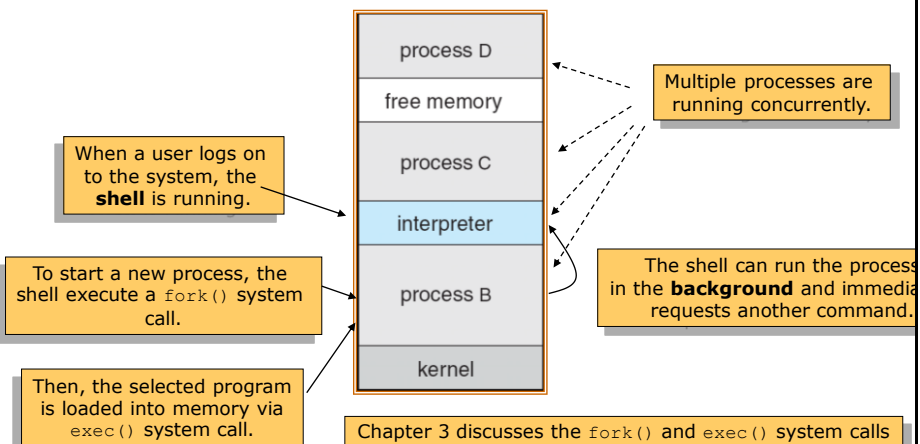 process D
free memory
process C
interpreter
process B
kernel
Multiple processes are
running concurrently.
When a user logs on
to the system, the
shell is running.
To start a new process, the
shell execute a fork() system
call.
Then, the selected program
is loaded into memory via
exec() system call.
The shell can run the process
in the background and immedia
requests another command.
Chapter 3 discusses the fork() and exec() system calls